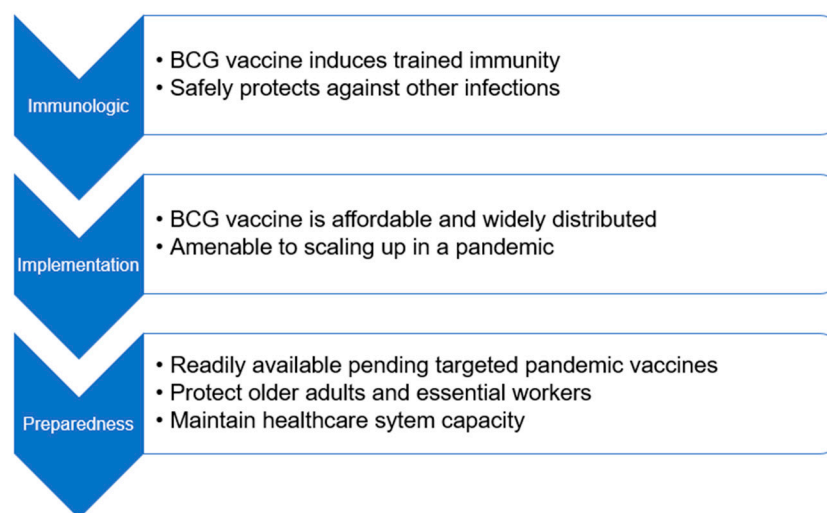 Immunologic
• BCG vaccine induces trained immunity
• Safely protects against other infections
Implementation
• BCG vaccine is affordable and widely distributed
• Amenable to scaling up in a pandemic
Preparedness
• Readily available pending targeted pandemic vaccines
• Protect older adults and essential workers
• Maintain healthcare sytem capacity